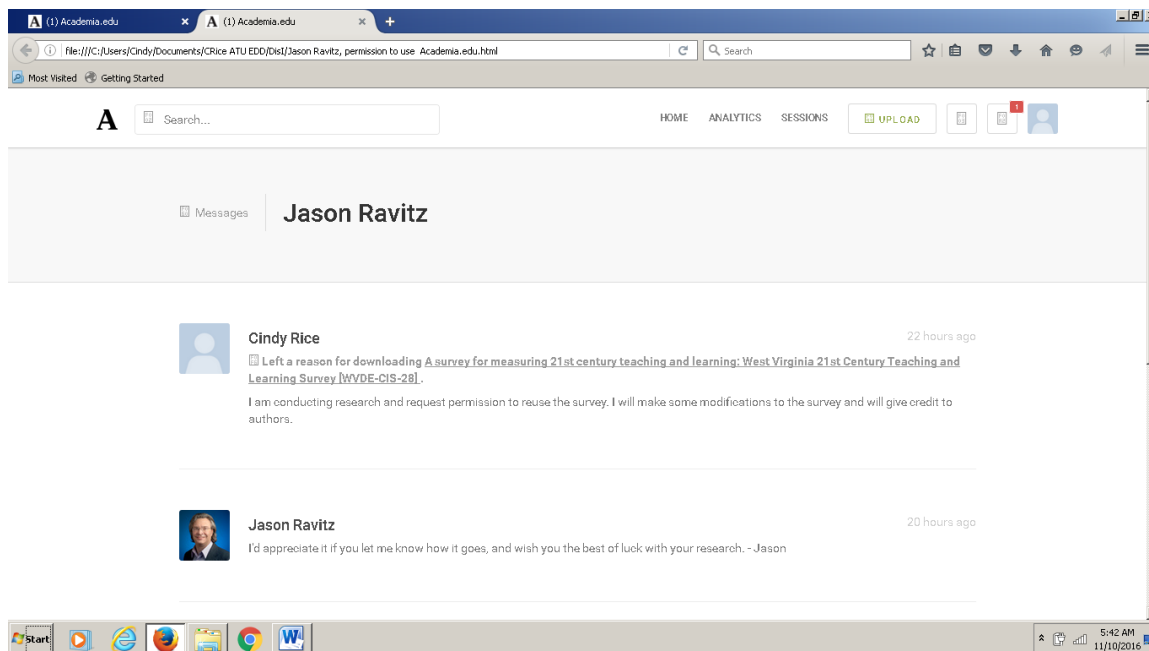 (1) Academia.edu
(1) Academia.edu
file:///C:/Users/Cindy/Documents/CRice ATU EDD/DisI/Jason Ravitz, permission to use Academia.edu.html
Search
Most Visited
Getting Started
A
Search...
HOME
ANALYTICS
SESSIONS
UPLOAD
1
Messages
Jason Ravitz
Cindy Rice
22 hours ago
Left a reason for downloading A survey for measuring 21st century teaching and learning: West Virginia 21st Century Teaching and
Learning Survey [WVDE-CIS-28] .
I am conducting research and request permission to reuse the survey. I will make some modifications to the survey and will give credit to
authors.
Jason Ravitz
20 hours ago
I'd appreciate it if you let me know how it goes, and wish you the best of luck with your research. - Jason
Start
5:42 AM
11/10/2016